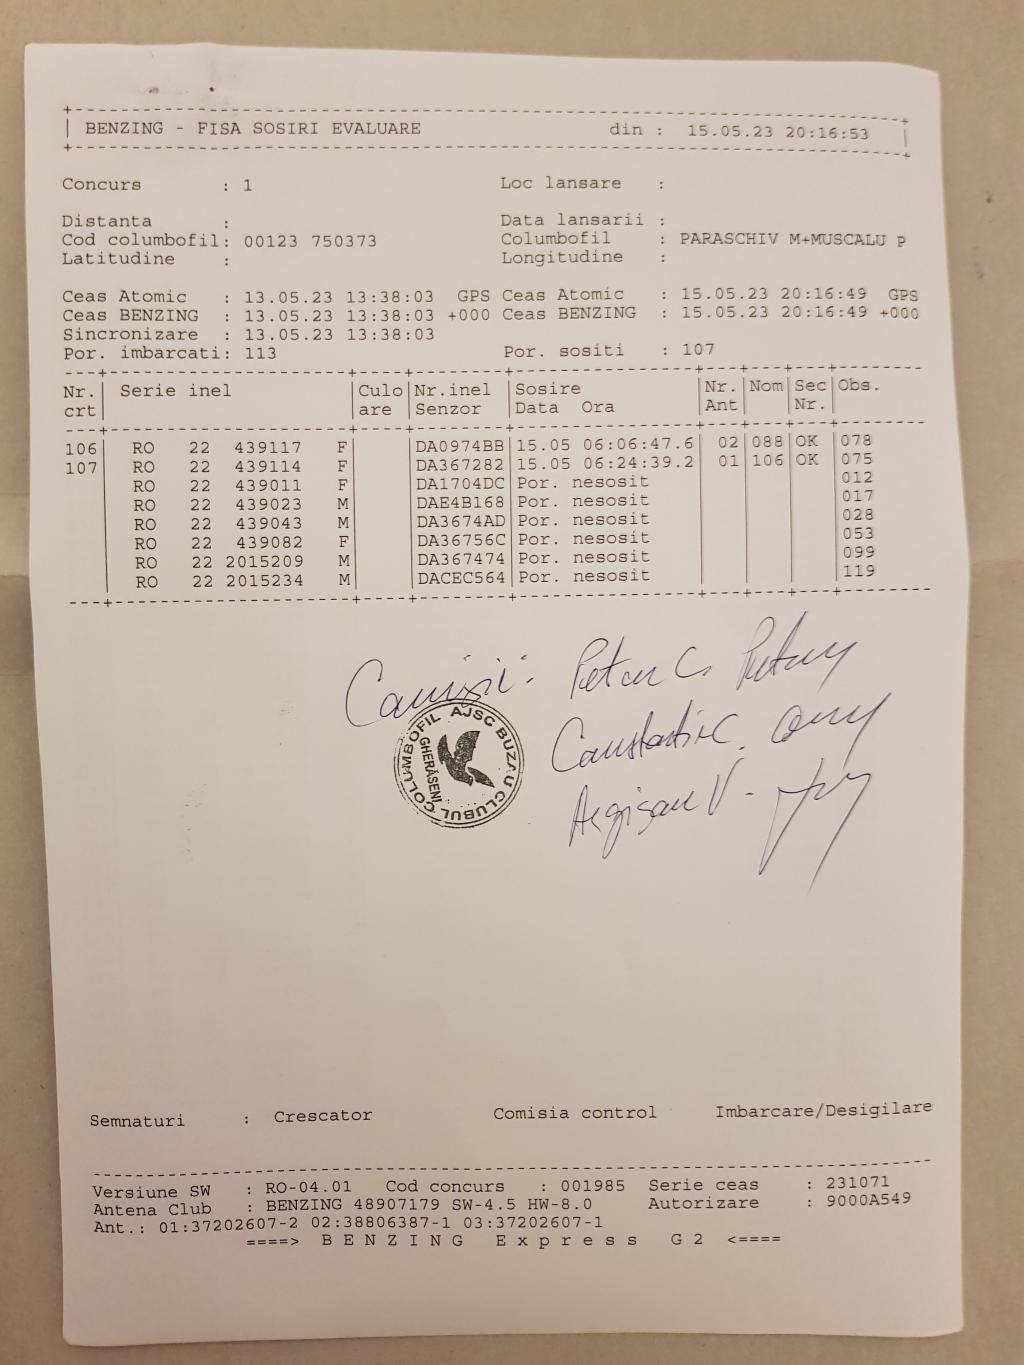 BENZING - FISA SOSIRI EVALUARE din : 15.05.23 20:16:53
Concurs : 1 Loc lansare :
Distanta : Data lansarii :
Cod columbofil: 00123 750373 Columbofil : PARASCHIV M+MUSCALU P
Latitudine : Longitudine :
Ceas Atomic : 13.05.23 13:38:03 GPS Ceas Atomic : 15.05.23 20:16:49 GPS
Ceas BENZING : 13.05.23 13:38:03 +000 Ceas BENZING : 15.05.23 20:16:49 +000
Sincronizare : 13.05.23 13:38:03
Por. imbarcati: 113 Por. sositi : 107
Nr. Serie inel Culo Nr.inel Sosire Nr. Nom Sec Obs.
crt are Senzor Data Ora Ant Nr.
106 RO 22 439117 F DA0974BB 15.05 06:06:47.6 02 088 OK 078
107 RO 22 439114 F DA367282 15.05 06:24:39.2 01 106 OK 075
RO 22 439011 F DA1704DC Por. nesosit 012
RO 22 439023 M DAE4B168 Por. nesosit 017
RO 22 439043 M DA3674AD Por. nesosit 028
RO 22 439082 F DA36756C Por. nesosit 053
RO 22 2015209 M DA367474 Por. nesosit 099
RO 22 2015234 M DACEC564 Por. nesosit 119
CLUBUL COLUMBOFIL AJSC BUZAU
GHERĂSENI
Semnaturi : Crescator Comisia control Imbarcare/Desigilare
Versiune SW : RO-04.01 Cod concurs : 001985 Serie ceas : 231071
Antena Club : BENZING 48907179 SW-4.5 HW-8.0 Autorizare : 9000A549
Ant.: 01:37202607-2 02:38806387-1 03:37202607-1
====> B E N Z I N G E x p r e s s G 2 <====